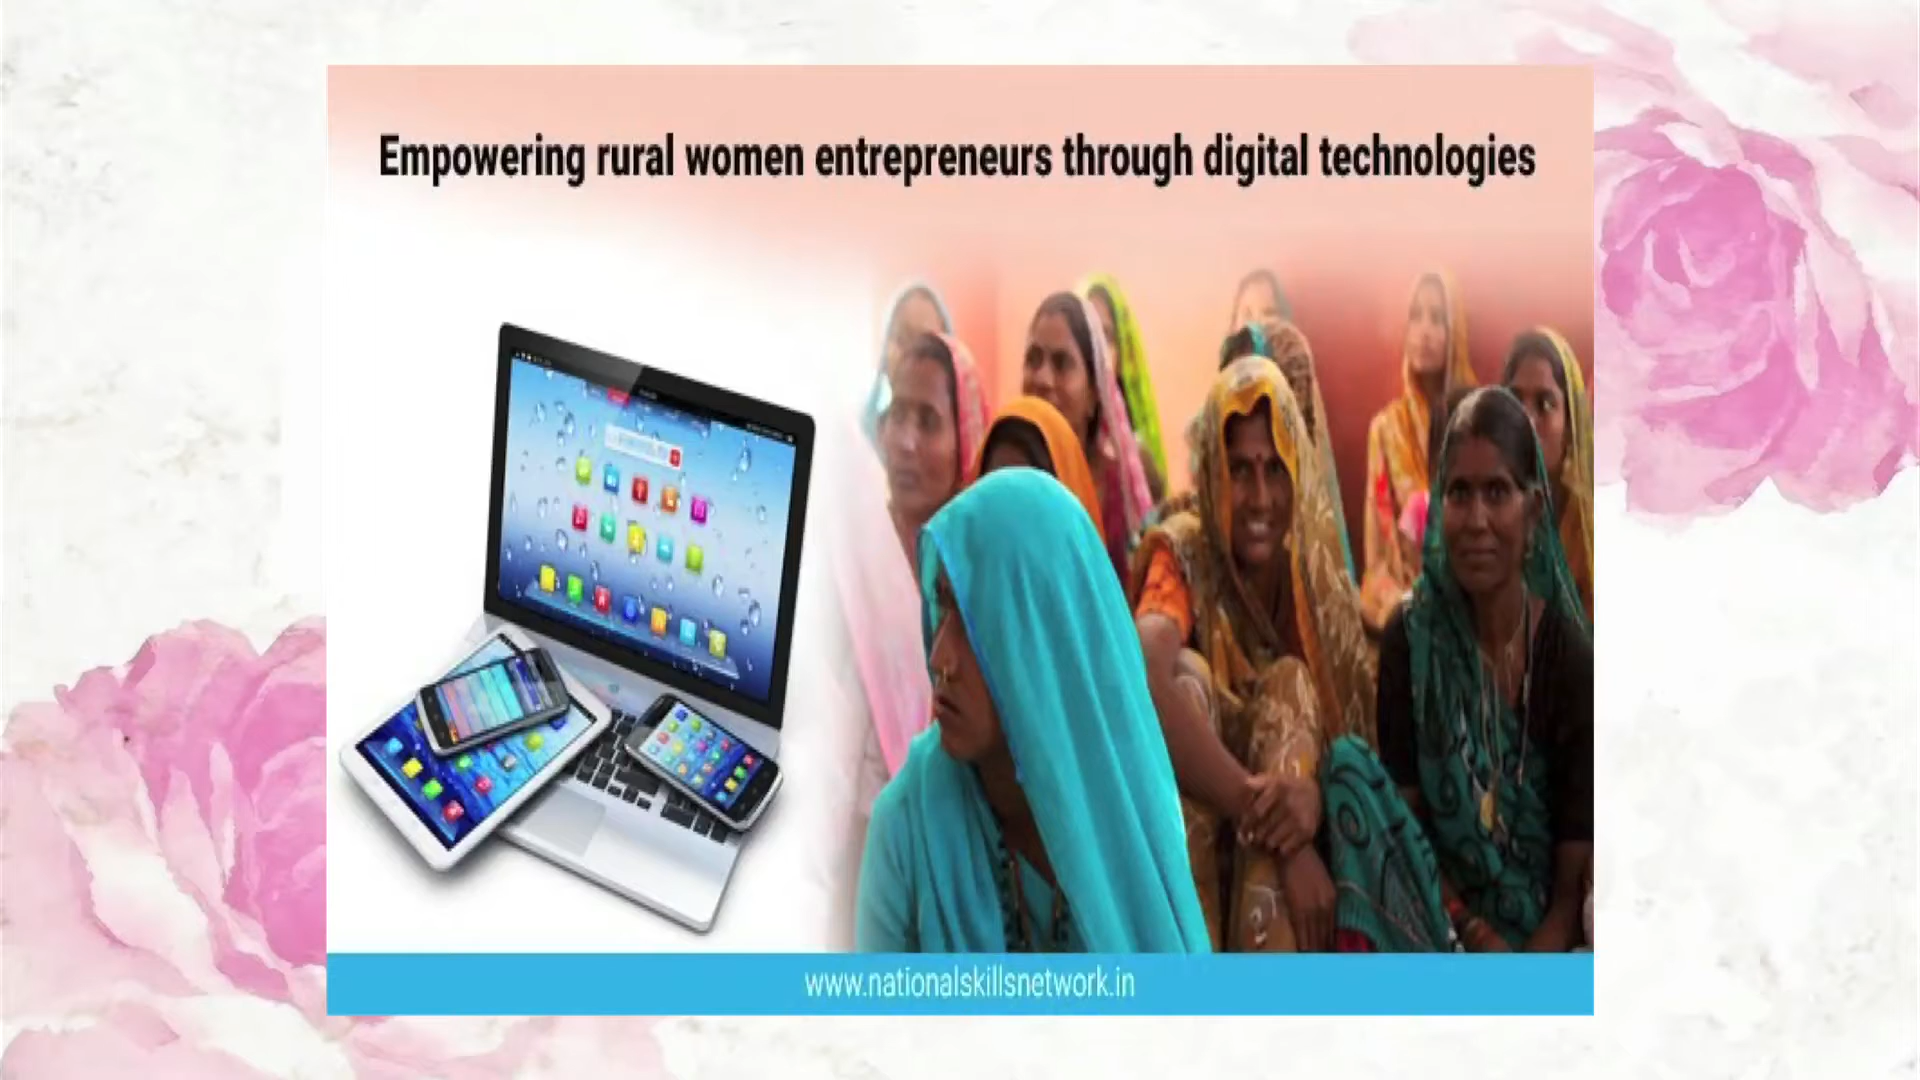 Empowering rural women entrepreneurs through digital technologies
www.nationalskillsnetwork.in